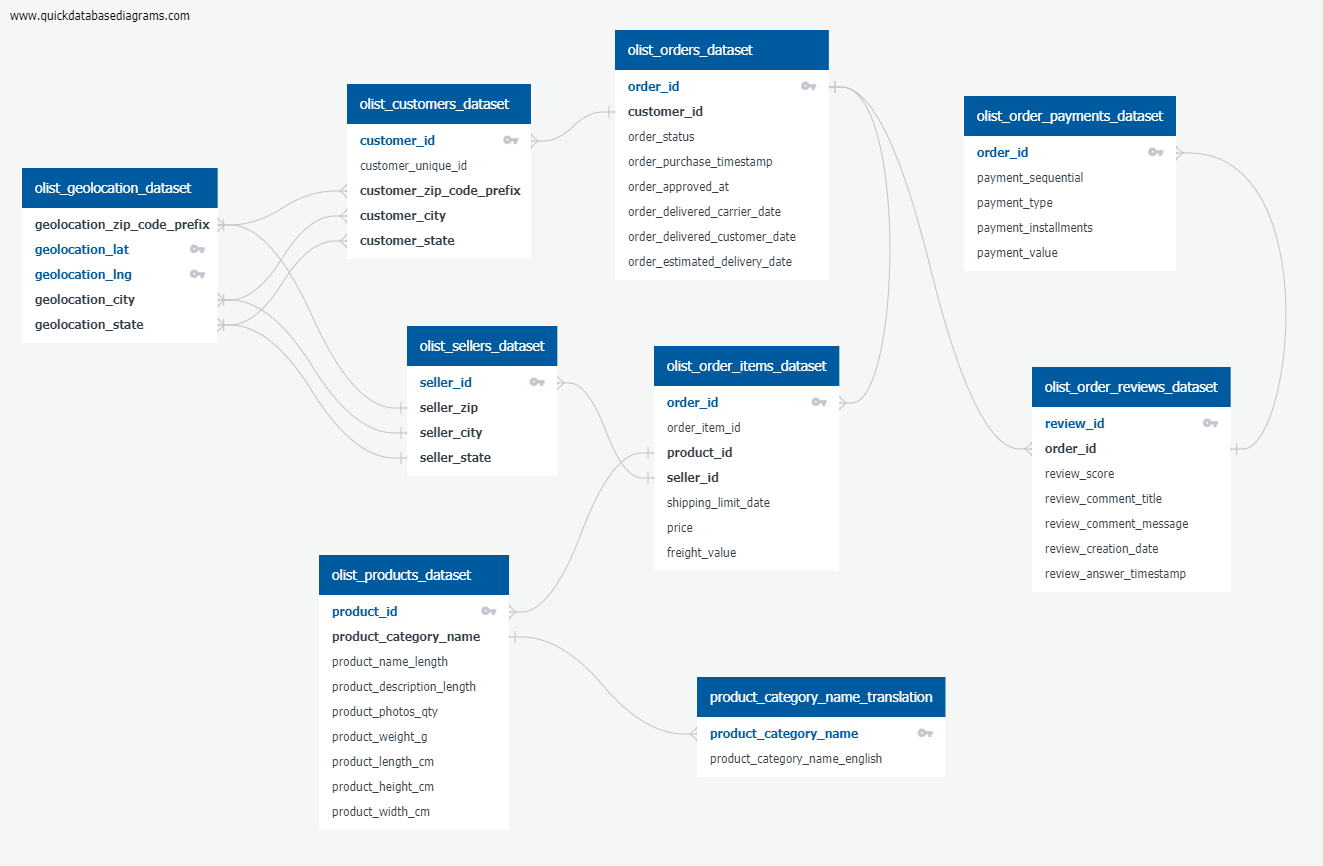 www.quickdatabasediagrams.com
olist_geolocation_dataset
geolocation_zip_code_prefix
geolocation_lat
geolocation_lng
geolocation_city
geolocation_state
olist_customers_dataset
customer_id
customer_unique_id
customer_zip_code_prefix
customer_city
customer_state
olist_sellers_dataset
seller_id
seller_zip
seller_city
seller_state
olist_products_dataset
product_id
product_category_name
product_name_length
product_description_length
product_photos_qty
product_weight_g
product_length_cm
product_height_cm
product_width_cm
olist_orders_dataset
order_id
customer_id
order_status
order_purchase_timestamp
order_approved_at
order_delivered_carrier_date
order_delivered_customer_date
order_estimated_delivery_date
olist_order_items_dataset
order_id
order_item_id
product_id
seller_id
shipping_limit_date
price
freight_value
product_category_name_translation
product_category_name
product_category_name_english
olist_order_payments_dataset
order_id
payment_sequential
payment_type
payment_installments
payment_value
olist_order_reviews_dataset
review_id
order_id
review_score
review_comment_title
review_comment_message
review_creation_date
review_answer_timestamp